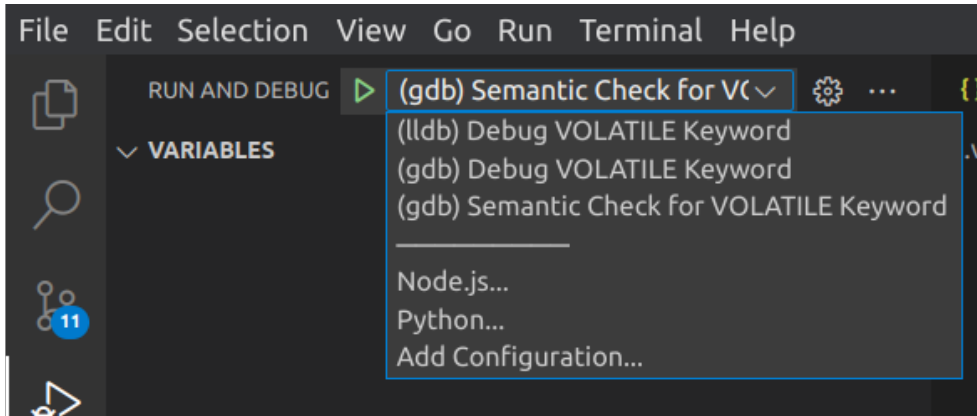 File Edit Selection View Go Run Terminal Help
RUN AND DEBUG (gdb) Semantic Check for V
VARIABLES
(lldb) Debug VOLATILE Keyword
(gdb) Debug VOLATILE Keyword
(gdb) Semantic Check for VOLATILE Keyword
Node.js...
Python...
Add Configuration...
11